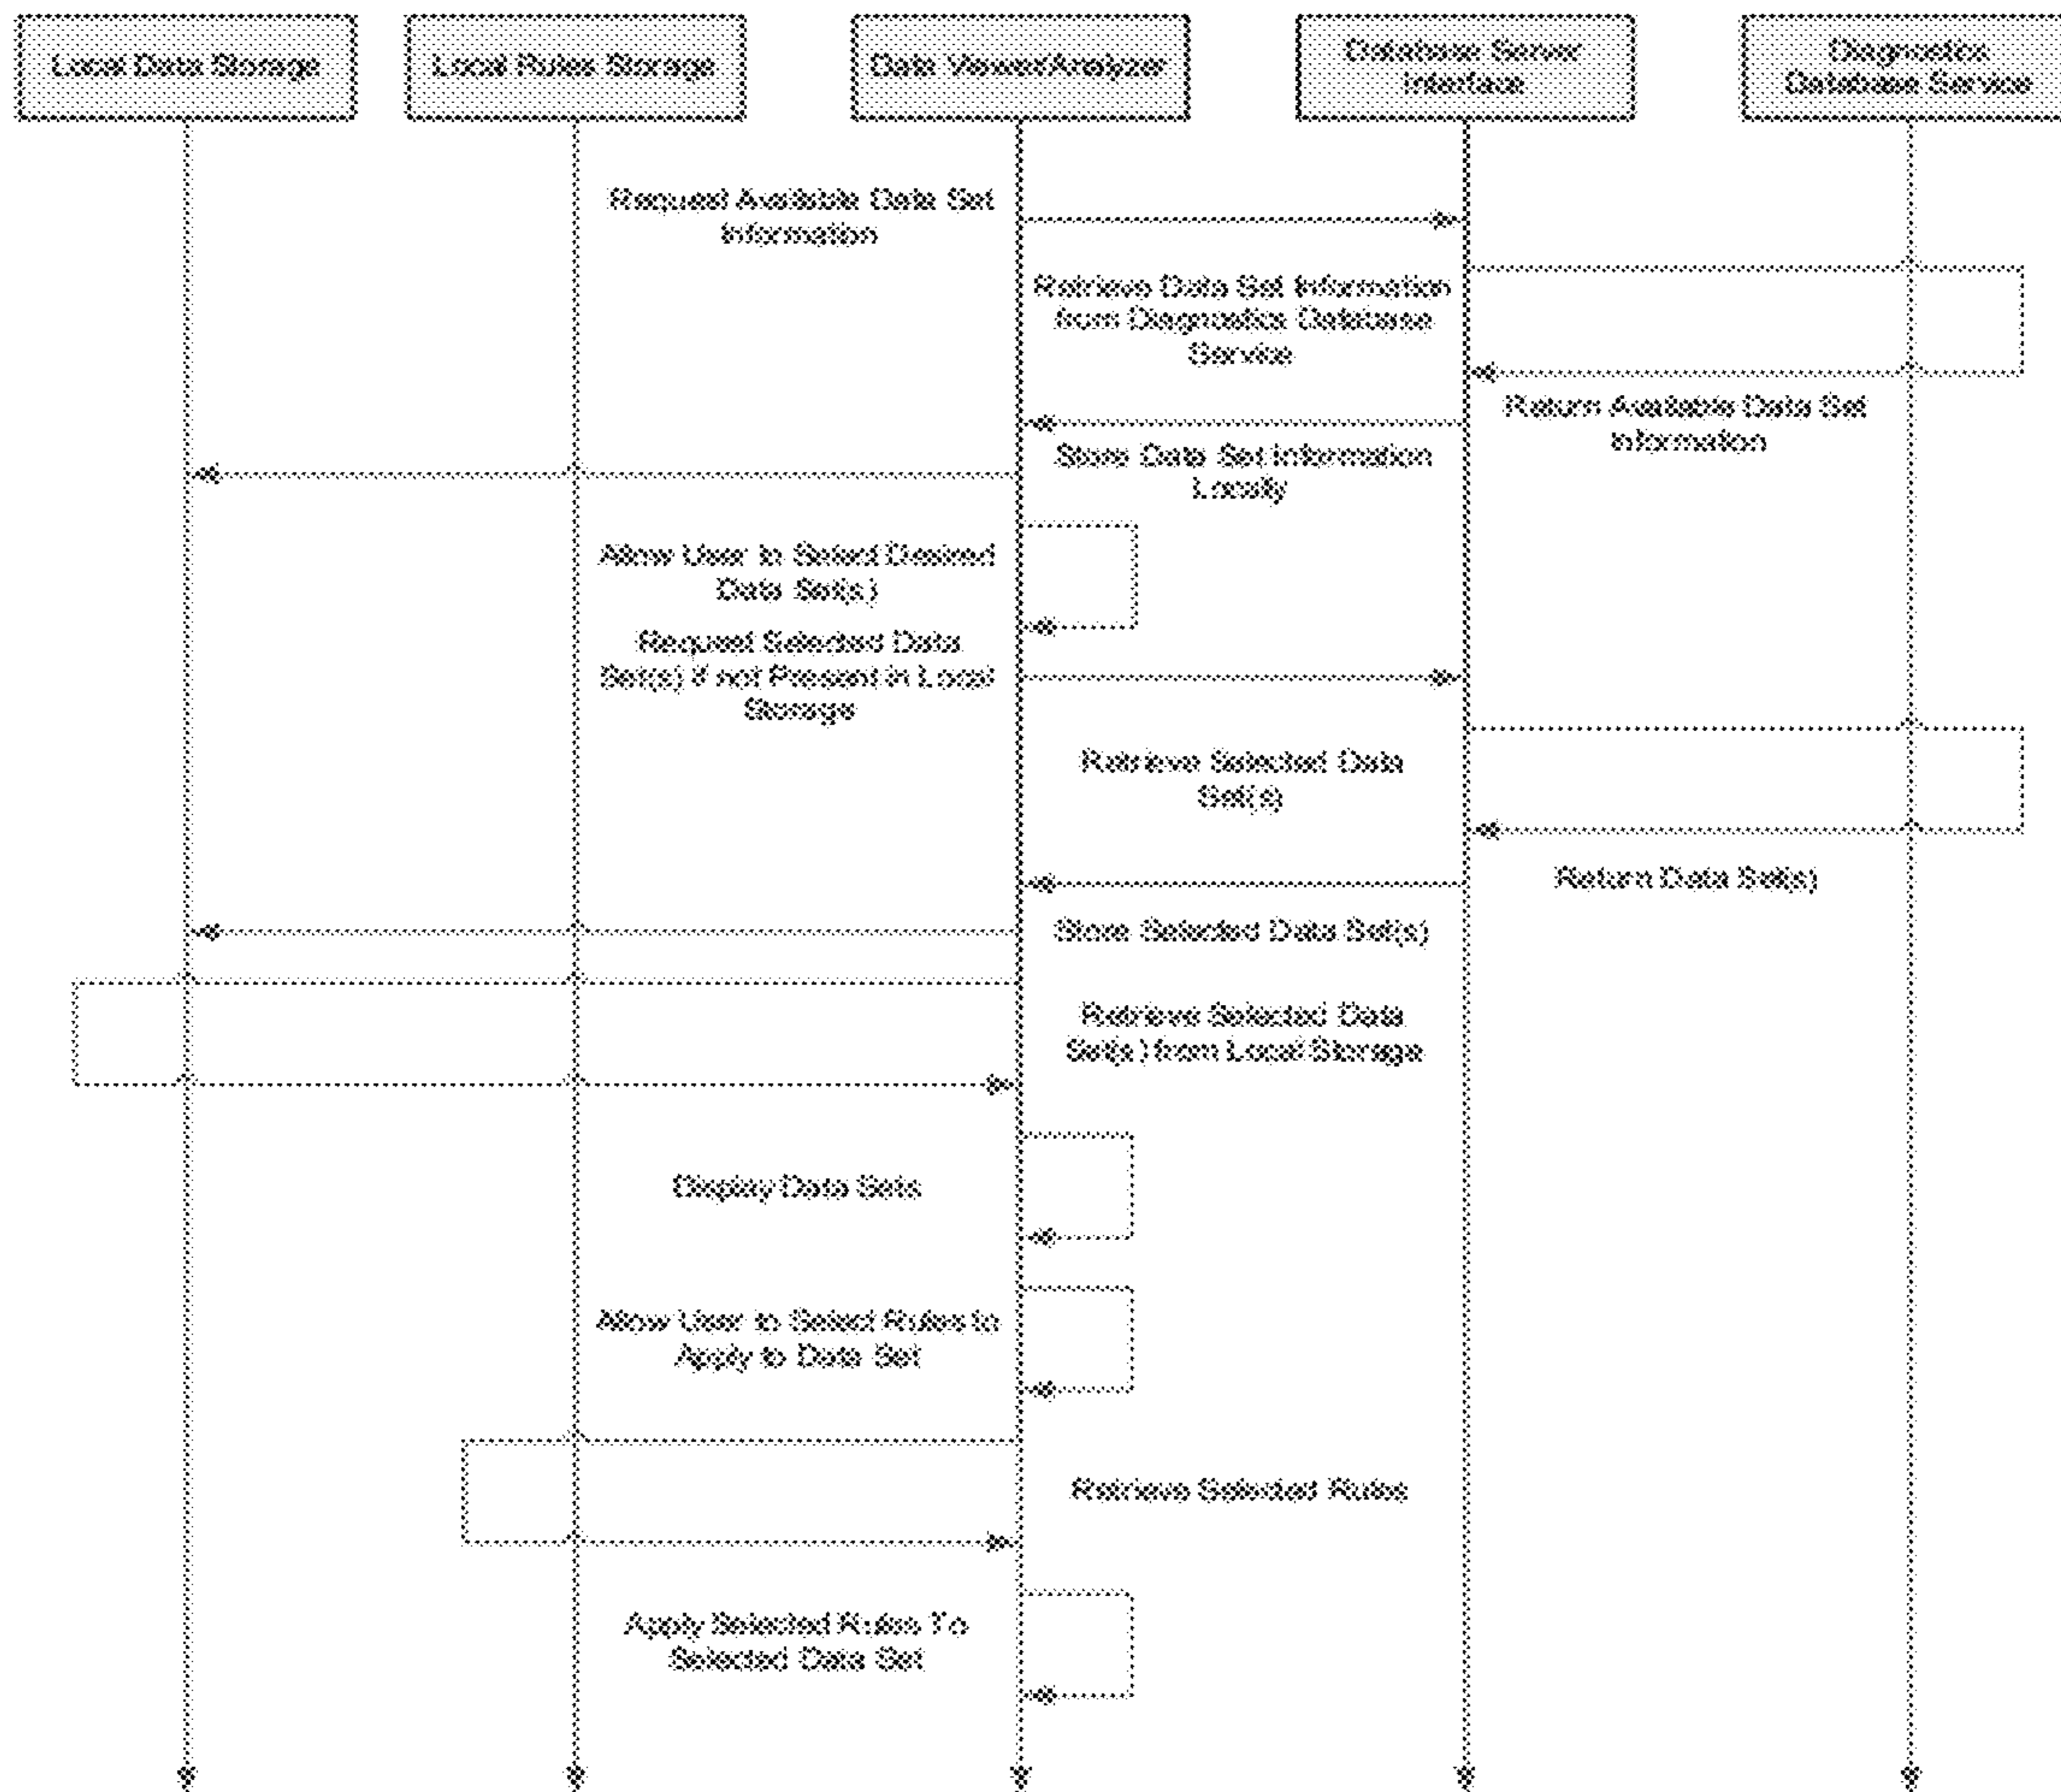 Local Data Storage
Local Rules Storage
Data Viewer/Analyzer
Database Server
Interface
Diagnostics
Database Service
Request Available Data Set
Information
Retrieve Data Set Information
from Diagnostics Database
Service
Return Available Data Set
Information
Store Data Set Information
Locally
Allow User to Select Desired
Data Set(s)
Request Selected Data
Set(s) if not Present in Local
Storage
Retrieve Selected Data
Set(s)
Return Data Set(s)
Store Selected Data Set(s)
Retrieve Selected Data
Set(s) from Local Storage
Display Data Sets
Allow User to Select Rules to
Apply to Data Set
Retrieve Selected Rules
Apply Selected Rules To
Selected Data Set